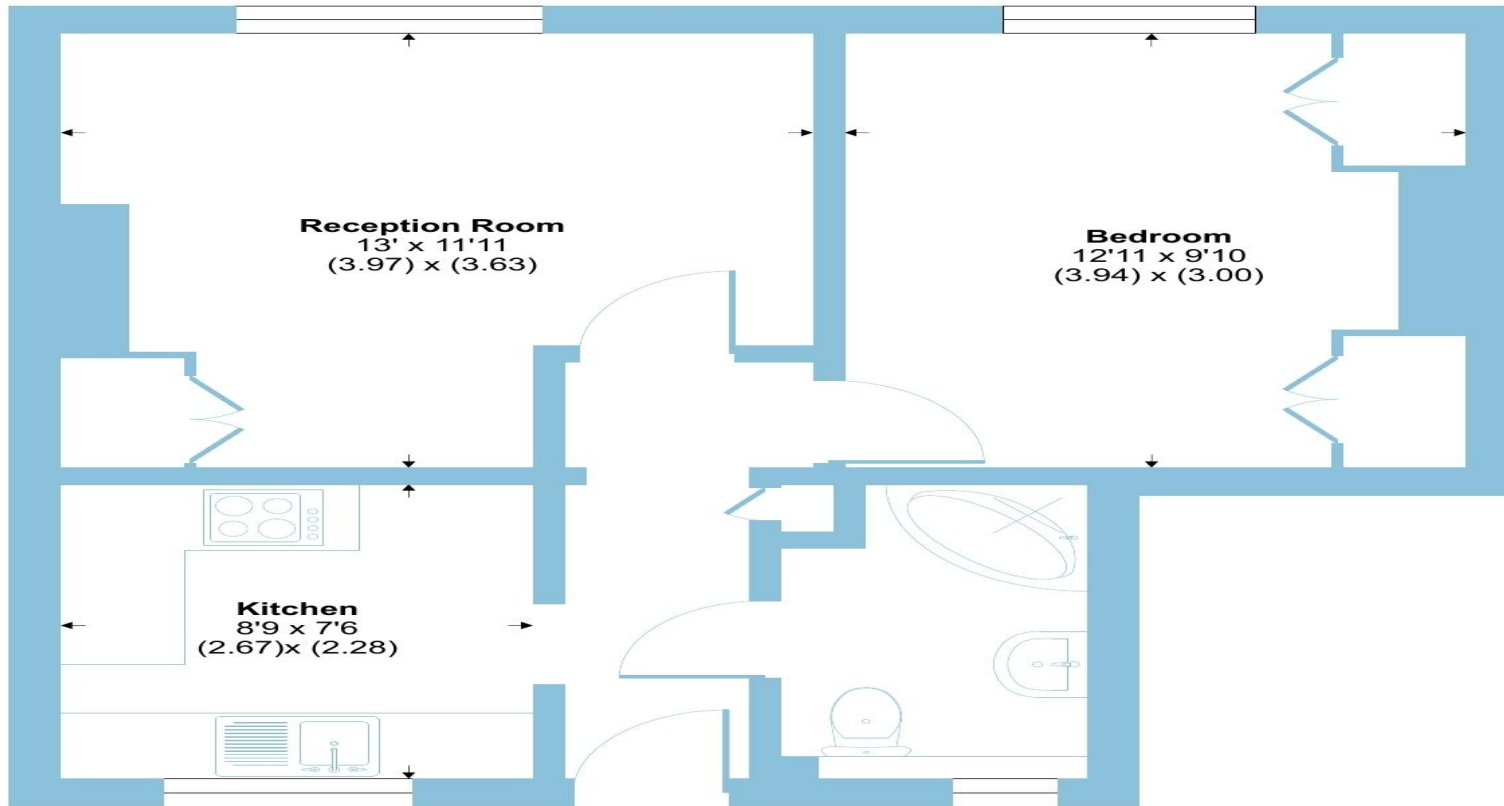 Reception Room
13' x 11'11
(3.97) x (3.63)
Bedroom
12'11 x 9'10
(3.94) x (3.00)
Kitchen
8'9 x 7'6
(2.67)x (2.28)